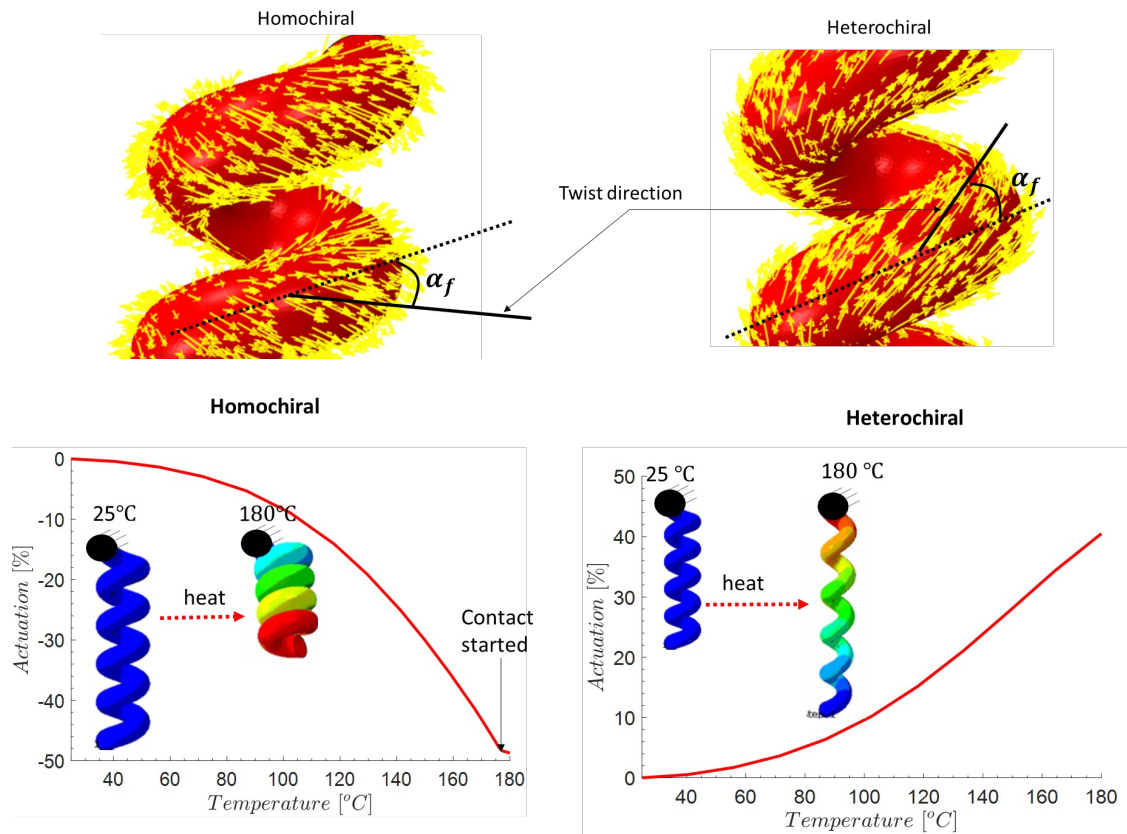 Homochiral
Heterochiral
Twist direction
α_f
α_f
Homochiral
Heterochiral
0
-10
-20
-30
-40
-50
Actuation [%]
25°C
180°C
heat
Contact
started
40
60
80
100
120
140
160
180
Temperature [°C]
50
40
30
20
10
0
Actuation [%]
25 °C
180 °C
heat
40
60
80
100
120
140
160
180
Temperature [°C]